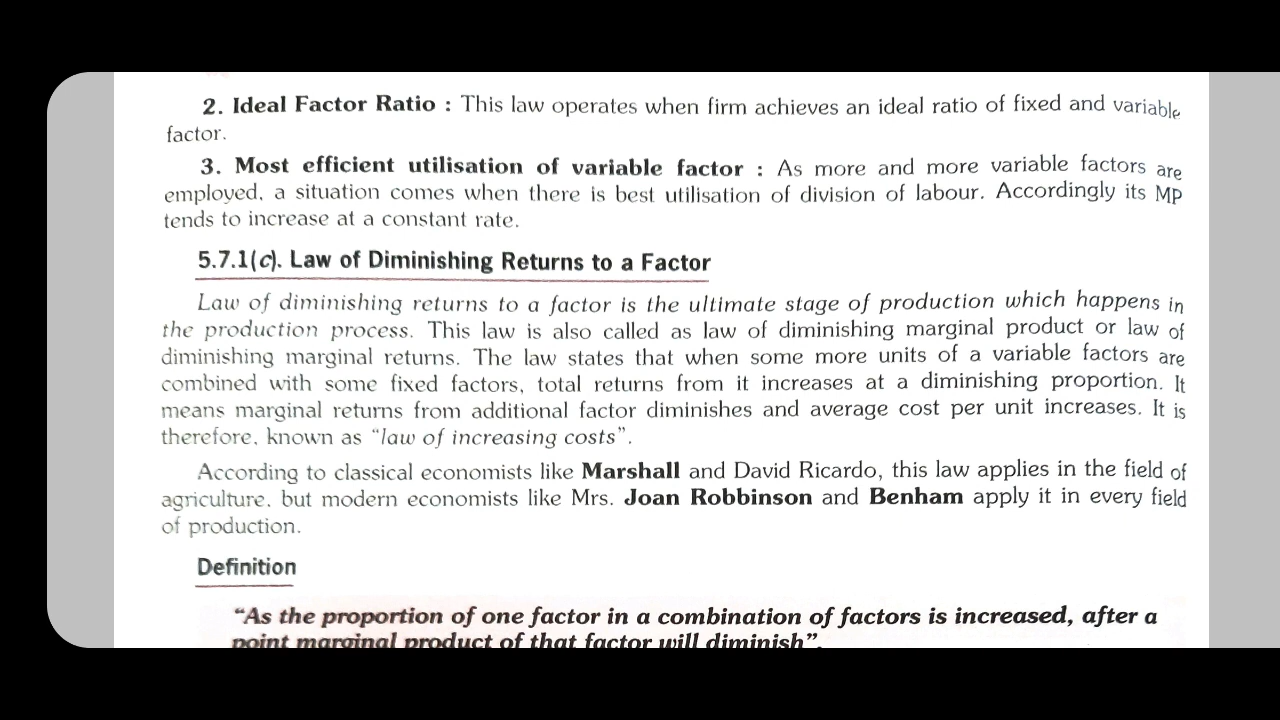 2. Ideal Factor Ratio : This law operates when firm achieves an ideal ratio of fixed and variable
factor.
3. Most efficient utilisation of variable factor : As more and more variable factors are
employed, a situation comes when there is best utilisation of division of labour. Accordingly its MP
tends to increase at a constant rate.
5.7.1(c). Law of Diminishing Returns to a Factor
Law of diminishing returns to a factor is the ultimate stage of production which happens in
the production process. This law is also called as law of diminishing marginal product or law of
diminishing marginal returns. The law states that when some more units of a variable factors are
combined with some fixed factors, total returns from it increases at a diminishing proportion. It
means marginal returns from additional factor diminishes and average cost per unit increases. It is
therefore, known as “law of increasing costs”.
According to classical economists like Marshall and David Ricardo, this law applies in the field of
agriculture, but modern economists like Mrs. Joan Robbinson and Benham apply it in every field
of production.
Definition
“As the proportion of one factor in a combination of factors is increased, after a
point marginal product of that factor will diminish”.